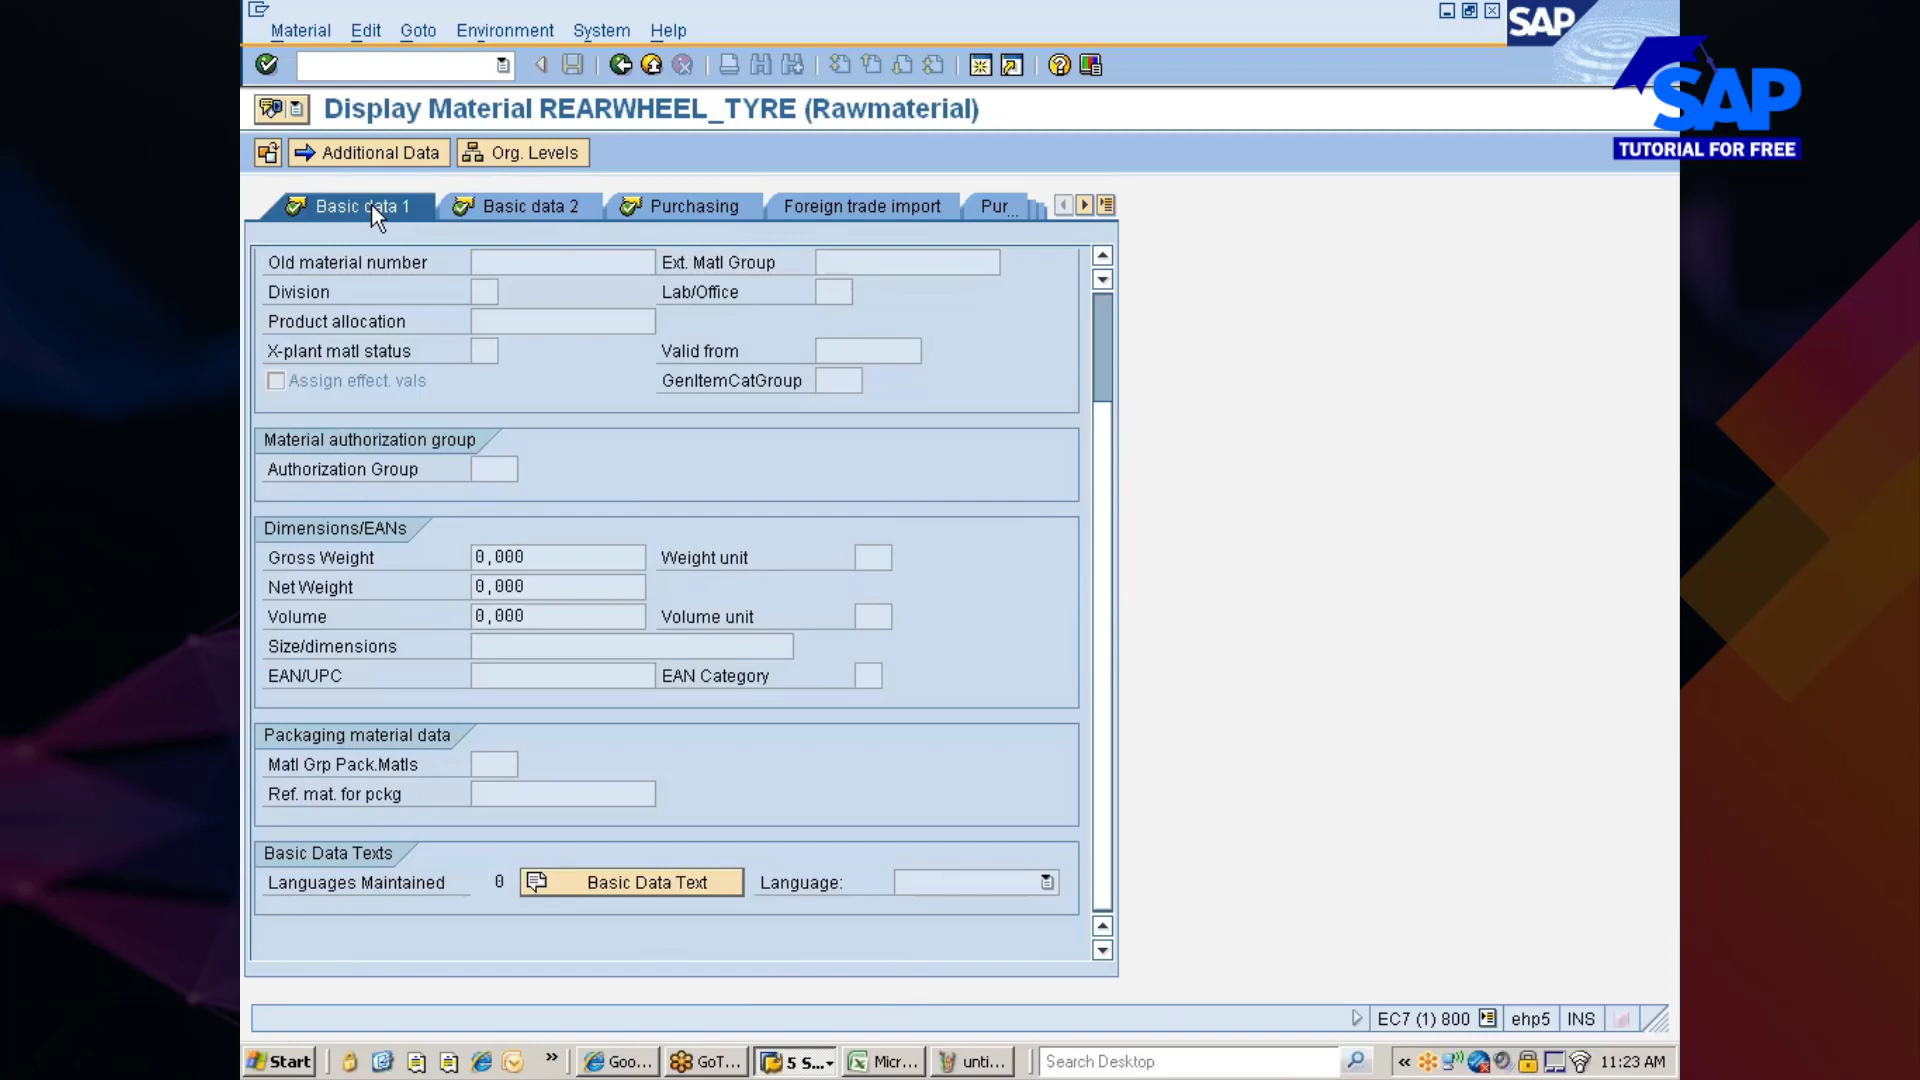 Material Edit Goto Environment System Help
SAP
SAP
TUTORIAL FOR FREE
Display Material REARWHEEL_TYRE (Rawmaterial)
Additional Data Org. Levels
Basic data 1 Basic data 2 Purchasing Foreign trade import Pur...
Old material number Ext. Matl Group
Division Lab/Office
Product allocation
X-plant matl status Valid from
Assign effect. vals GenItemCatGroup
Material authorization group
Authorization Group
Dimensions/EANs
Gross Weight 0,000 Weight unit
Net Weight 0,000
Volume 0,000 Volume unit
Size/dimensions
EAN/UPC EAN Category
Packaging material data
Matl Grp Pack.Matls
Ref. mat. for pckg
Basic Data Texts
Languages Maintained 0 Basic Data Text Language:
EC7 (1) 800 ehp5 INS
Start » Goo... GoT... 5 S... Micr... unti... Search Desktop « 11:23 AM